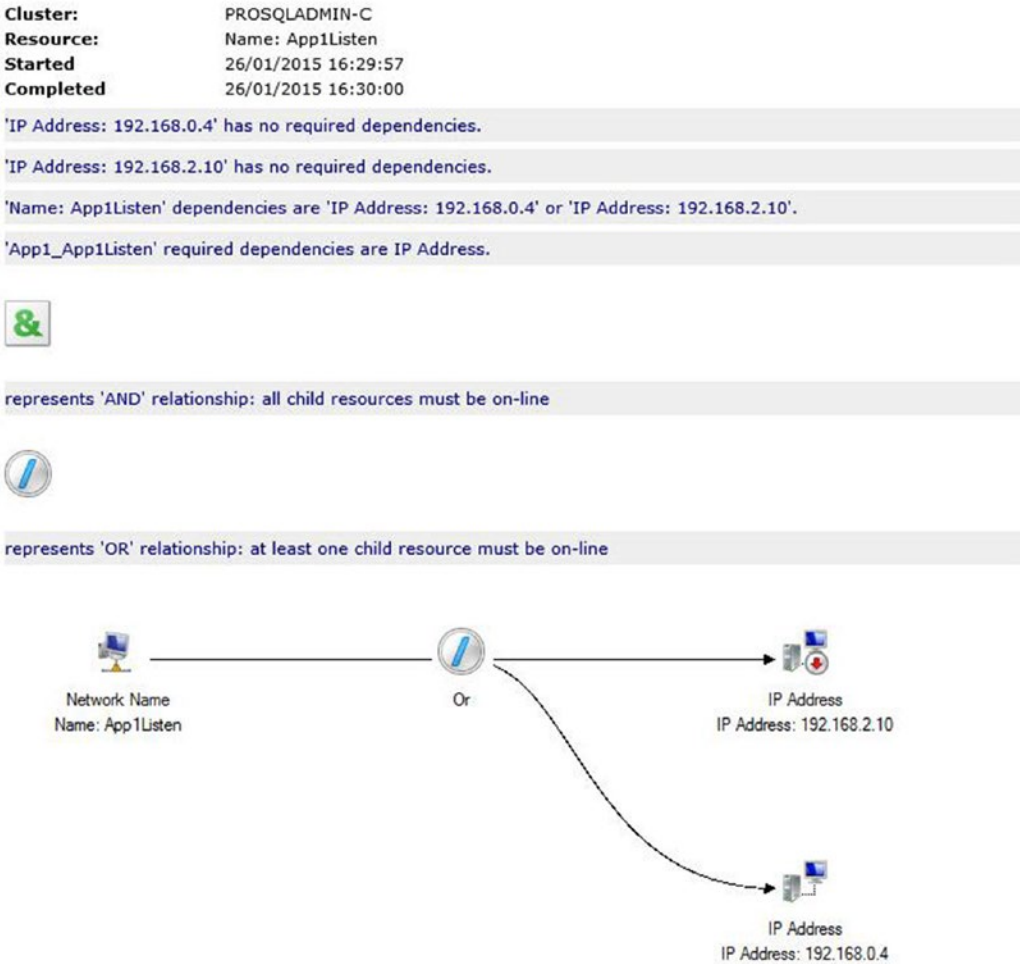 Cluster: PROSQLADMIN-C
Resource: Name: App1Listen
Started 26/01/2015 16:29:57
Completed 26/01/2015 16:30:00
'IP Address: 192.168.0.4' has no required dependencies.
'IP Address: 192.168.2.10' has no required dependencies.
'Name: App1Listen' dependencies are 'IP Address: 192.168.0.4' or 'IP Address: 192.168.2.10'.
'App1_App1Listen' required dependencies are IP Address.
&
represents 'AND' relationship: all child resources must be on-line
represents 'OR' relationship: at least one child resource must be on-line
Network Name
Name: App1Listen
Or
IP Address
IP Address: 192.168.2.10
IP Address
IP Address: 192.168.0.4